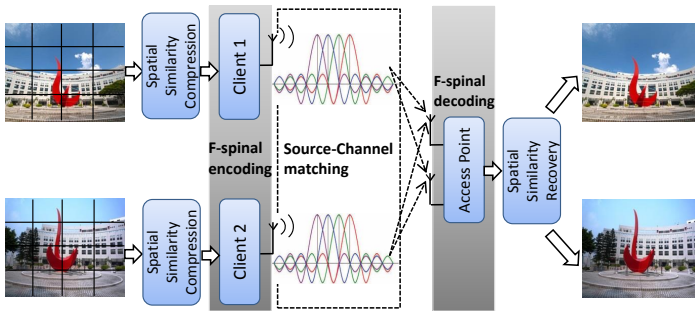 Spatial
Similarity
Compression
Client 1
F-spinal
encoding
Source-Channel
matching
F-spinal
decoding
Access Point
Spatial
Similarity
Recovery
Spatial
Similarity
Compression
Client 2